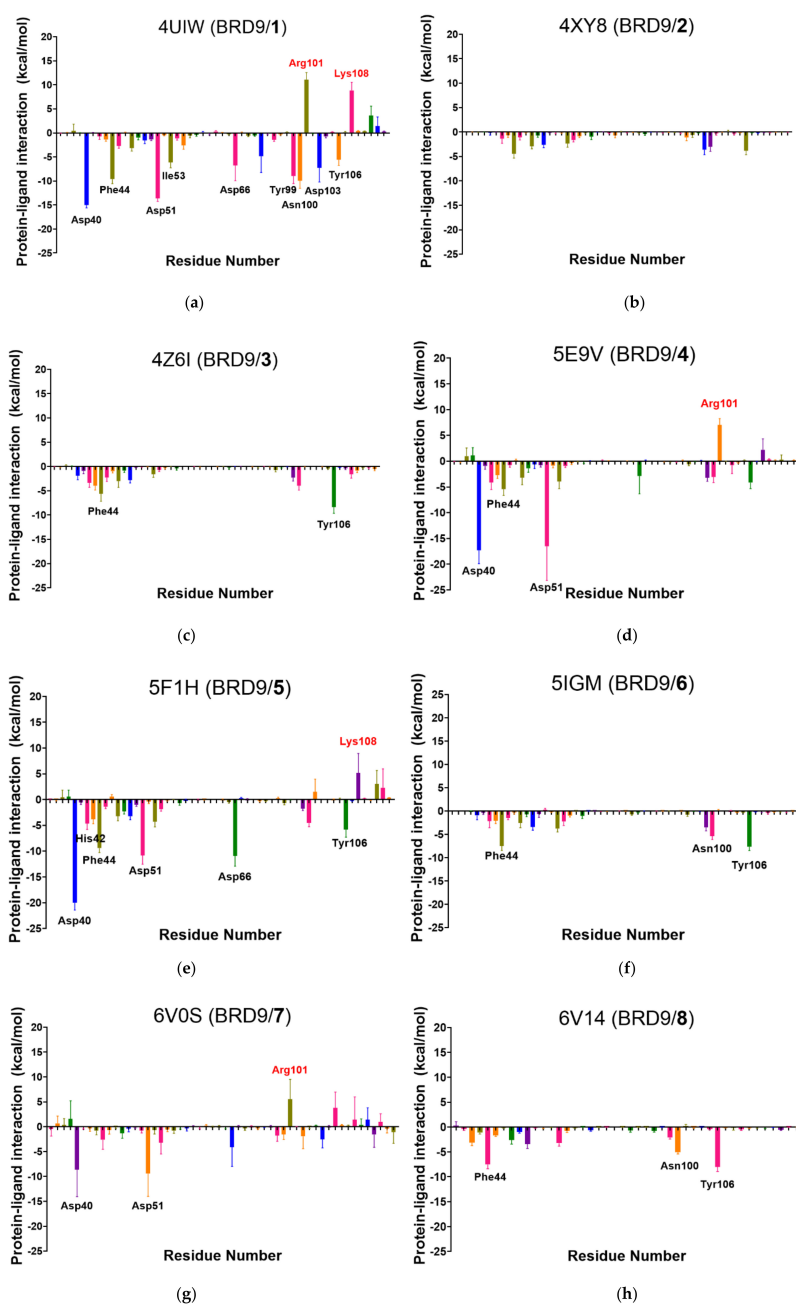 4UIW (BRD9/1)
Protein-ligand interaction (kcal/mol)
25
20
15
10
5
0
-5
-10
-15
-20
-25
Arg101
Lys108
Phe44
Ile53
Asp66
Tyr99
Tyr106
Asp103
Asn100
Asp51
Asp40
Residue Number
(a)
4XY8 (BRD9/2)
Protein-ligand interaction (kcal/mol)
25
20
15
10
5
0
-5
-10
-15
-20
-25
Residue Number
(b)
4Z6I (BRD9/3)
Protein-ligand interaction (kcal/mol)
20
15
10
5
0
-5
-10
-15
-20
-25
Phe44
Tyr106
Residue Number
(c)
5E9V (BRD9/4)
Protein-ligand interaction (kcal/mol)
20
15
10
5
0
-5
-10
-15
-20
-25
Arg101
Phe44
Asp40
Asp51
Residue Number
(d)
5F1H (BRD9/5)
Protein-ligand interaction (kcal/mol)
20
15
10
5
0
-5
-10
-15
-20
-25
Lys108
His42
Phe44
Tyr106
Asp51
Asp66
Asp40
Residue Number
(e)
5IGM (BRD9/6)
Protein-ligand interaction (kcal/mol)
25
20
15
10
5
0
-5
-10
-15
-20
-25
Phe44
Asn100
Tyr106
Residue Number
(f)
6V0S (BRD9/7)
Protein-ligand interaction (kcal/mol)
20
15
10
5
0
-5
-10
-15
-20
-25
Arg101
Asp40
Asp51
Residue Number
(g)
6V14 (BRD9/8)
Protein-ligand interaction (kcal/mol)
20
15
10
5
0
-5
-10
-15
-20
-25
Phe44
Asn100
Tyr106
Residue Number
(h)